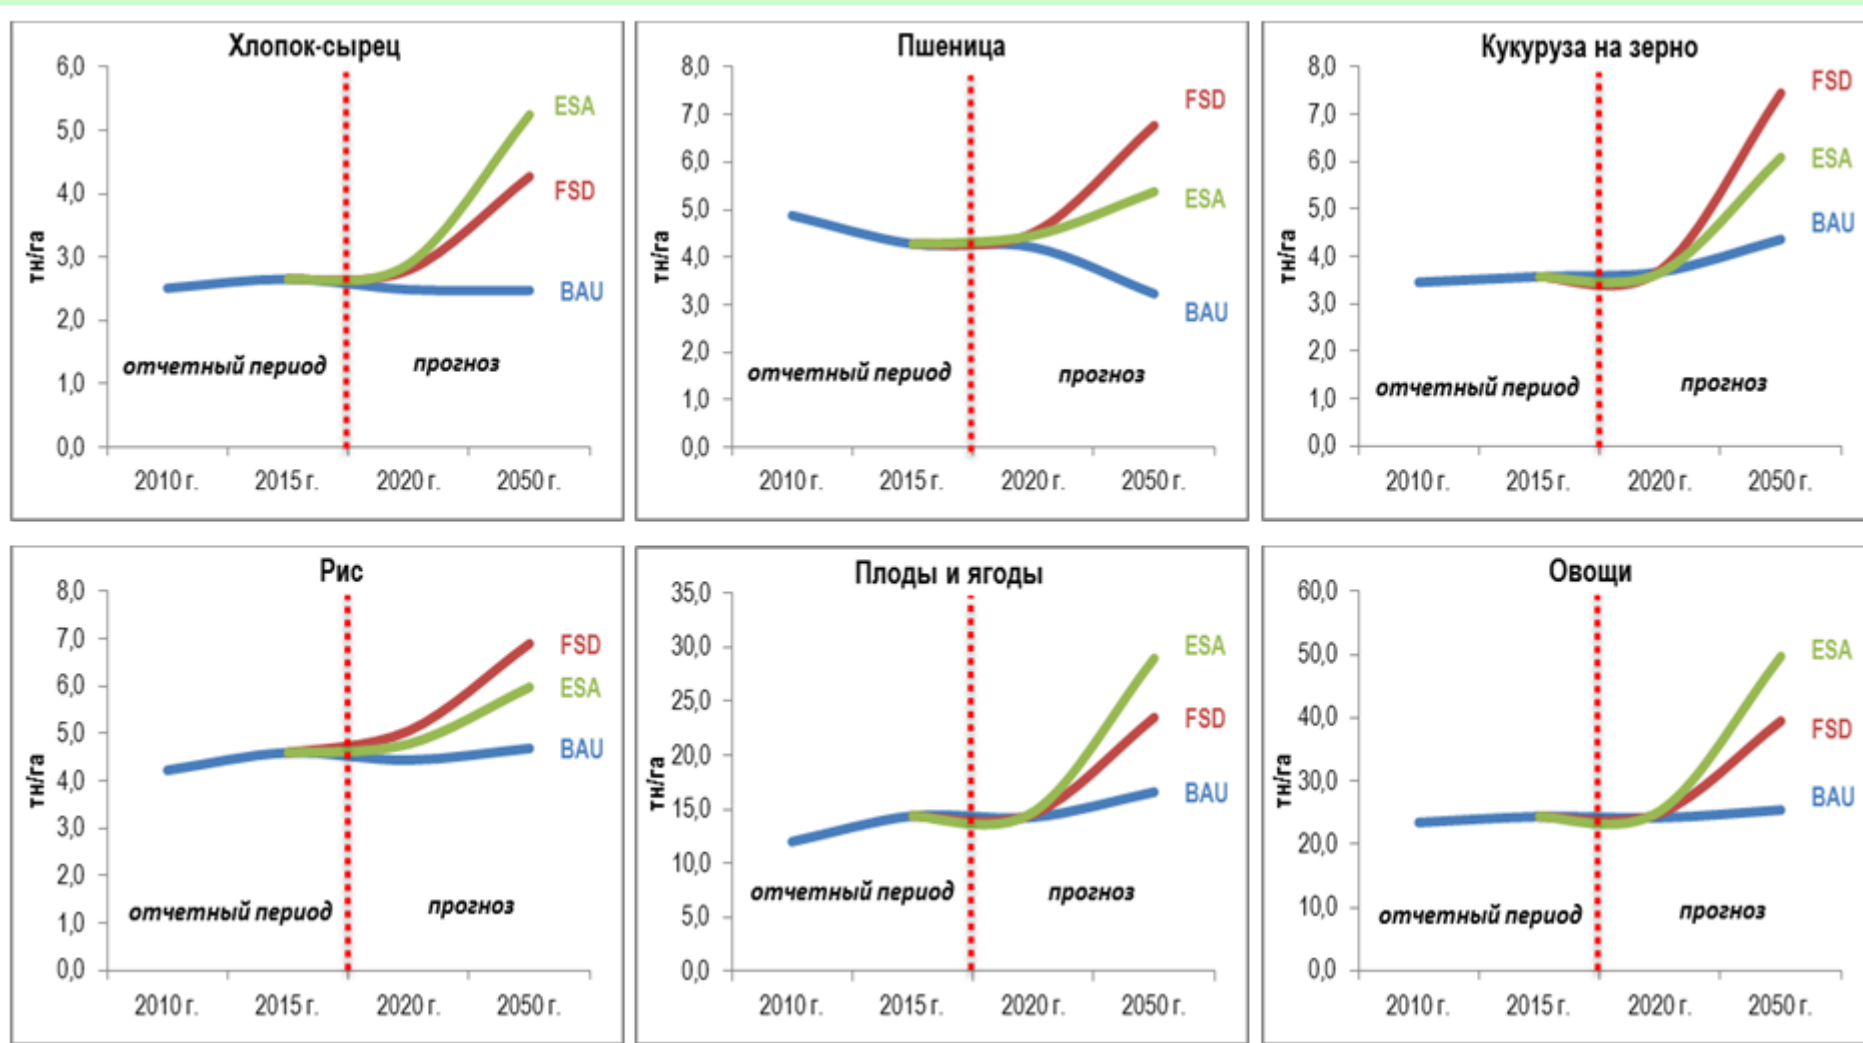 Хлопок-сырец
6,0
5,0
4,0
3,0
2,0
1,0
0,0
тн/га
ESA
FSD
BAU
отчетный период
прогноз
2010 г. 2015 г. 2020 г. 2050 г.
Пшеница
8,0
7,0
6,0
5,0
4,0
3,0
2,0
1,0
0,0
тн/га
FSD
ESA
BAU
отчетный период
прогноз
2010 г. 2015 г. 2020 г. 2050 г.
Кукуруза на зерно
8,0
7,0
6,0
5,0
4,0
3,0
2,0
1,0
0,0
тн/га
FSD
ESA
BAU
отчетный период
прогноз
2010 г. 2015 г. 2020 г. 2050 г.
Рис
8,0
7,0
6,0
5,0
4,0
3,0
2,0
1,0
0,0
тн/га
FSD
ESA
BAU
отчетный период
прогноз
2010 г. 2015 г. 2020 г. 2050 г.
Плоды и ягоды
35,0
30,0
25,0
20,0
15,0
10,0
5,0
0,0
тн/га
ESA
FSD
BAU
отчетный период
прогноз
2010 г. 2015 г. 2020 г. 2050 г.
Овощи
60,0
50,0
40,0
30,0
20,0
10,0
0,0
тн/га
ESA
FSD
BAU
отчетный период
прогноз
2010 г. 2015 г. 2020 г. 2050 г.